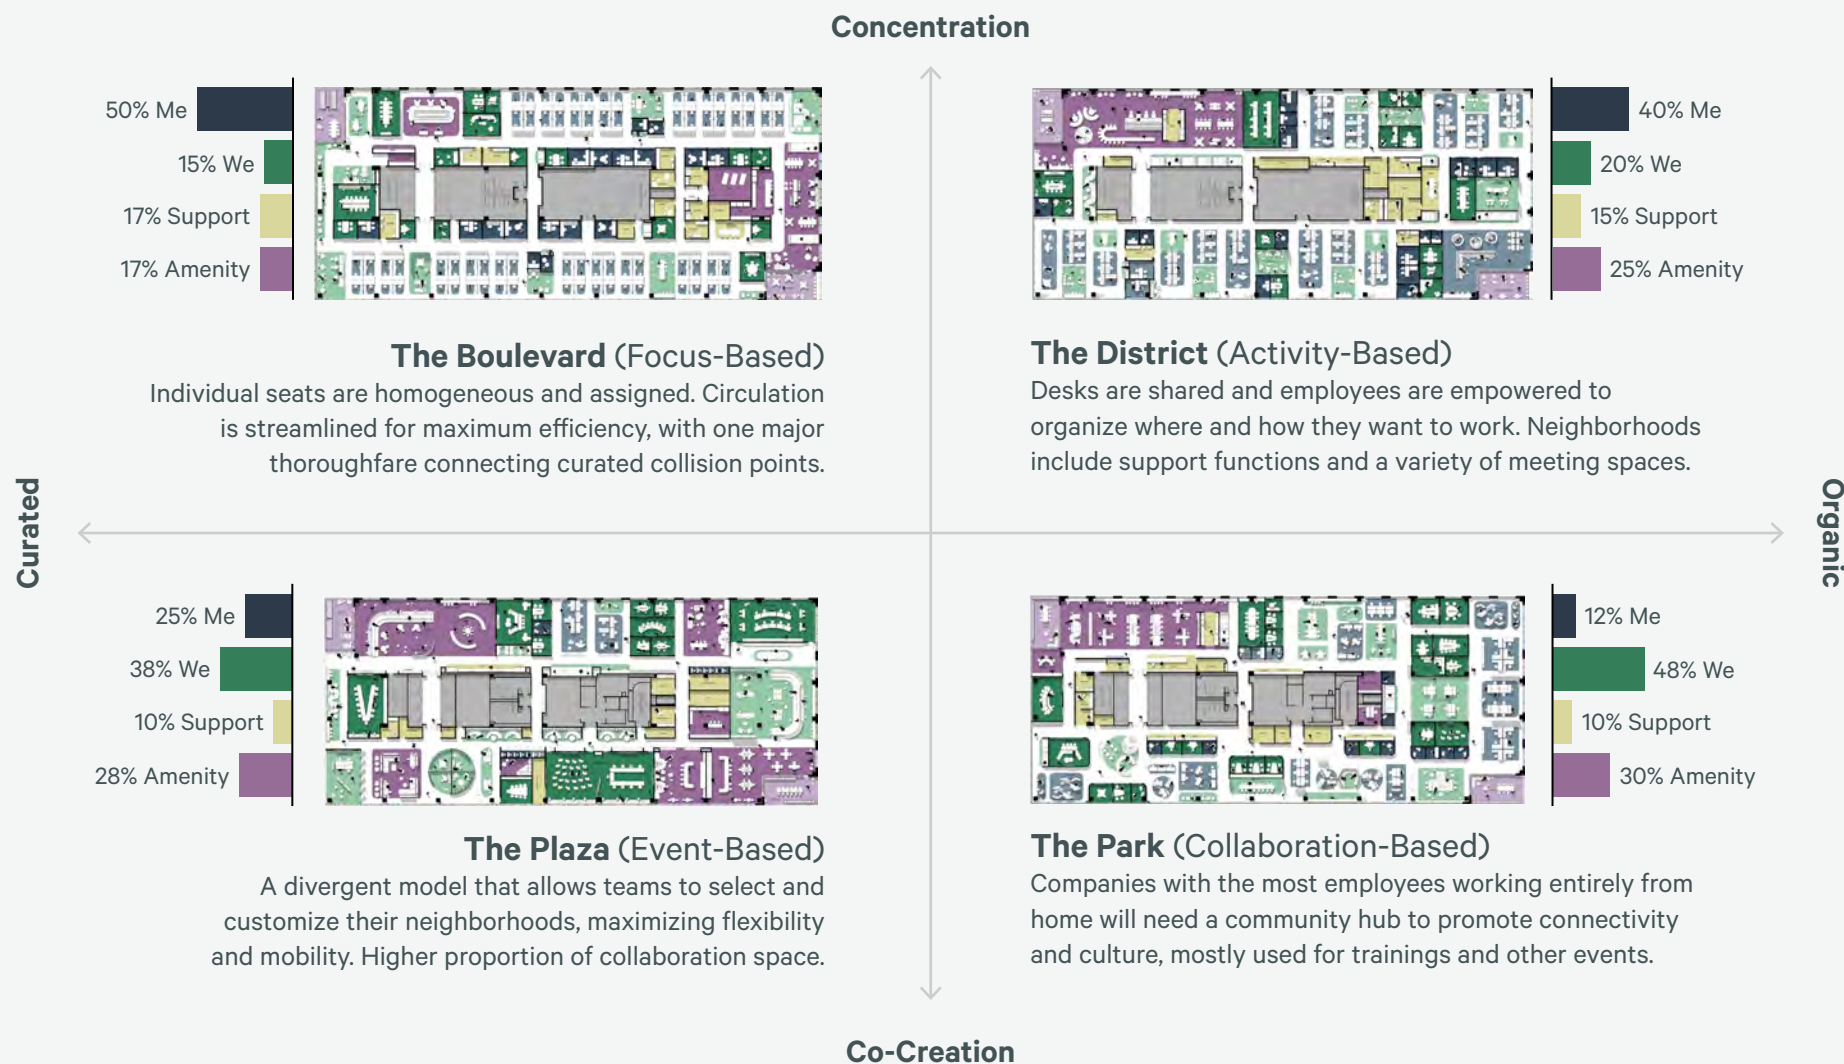 Concentration
50% Me
15% We
17% Support
17% Amenity
The Boulevard (Focus-Based)
Individual seats are homogeneous and assigned. Circulation
is streamlined for maximum efficiency, with one major
thoroughfare connecting curated collision points.
40% Me
20% We
15% Support
25% Amenity
The District (Activity-Based)
Desks are shared and employees are empowered to
organize where and how they want to work. Neighborhoods
include support functions and a variety of meeting spaces.
Curated
Organic
25% Me
38% We
10% Support
28% Amenity
The Plaza (Event-Based)
A divergent model that allows teams to select and
customize their neighborhoods, maximizing flexibility
and mobility. Higher proportion of collaboration space.
12% Me
48% We
10% Support
30% Amenity
The Park (Collaboration-Based)
Companies with the most employees working entirely from
home will need a community hub to promote connectivity
and culture, mostly used for trainings and other events.
Co-Creation